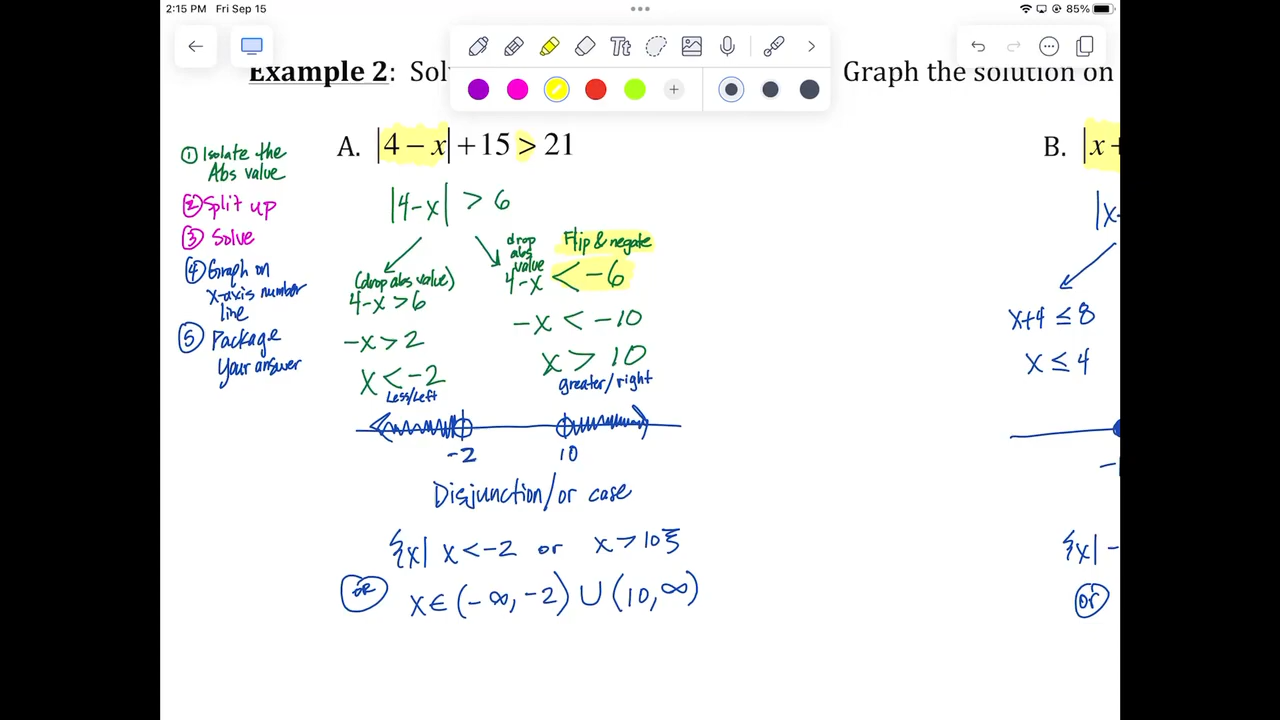 2:15 PM Fri Sep 15
85%
Example 2: Sol
Graph the solution on
Tt
① Isolate the
Abs value
② Split up
③ Solve
④ Graph on
x-axis number
line
⑤ Package
your answer
A. |4 − x| + 15 > 21
|4-x| > 6
(drop abs value)
4-x > 6
-x > 2
x < -2
Less/Left
drop
abs
value
Flip & negate
4-x < -6
-x < -10
x > 10
greater/right
-2 10
Disjunction/or case
{x| x < -2 or x > 10}
OR x ∈ (-∞, -2) ∪ (10, ∞)
B. |x +
|x-
x+4 ≤ 8
x ≤ 4
{x| -
or